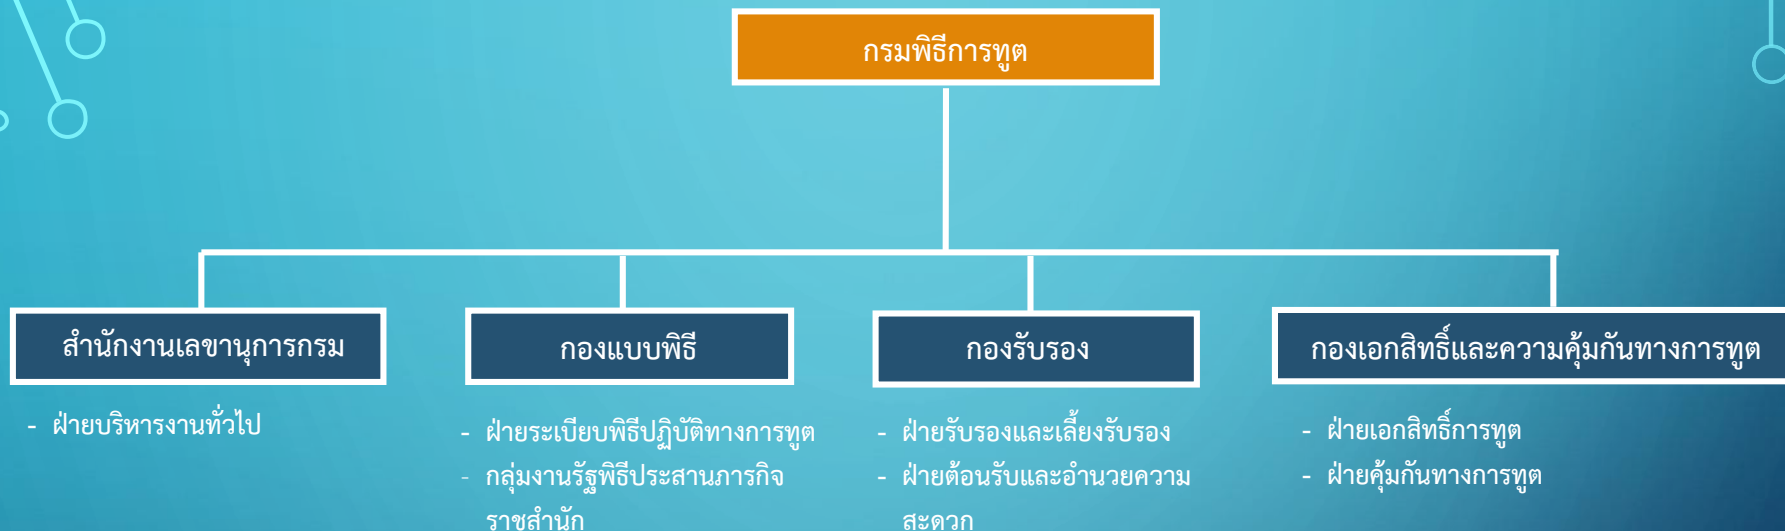 กรมพิธีการทูต
สำนักงานเลขานุการกรม
- ฝ่ายบริหารงานทั่วไป
กองแบบพิธี
- ฝ่ายระเบียบพิธีปฏิบัติทางการทูต
- กลุ่มงานรัฐพิธีประสานภารกิจ
ราชสำนัก
กองรับรอง
- ฝ่ายรับรองและเลี้ยงรับรอง
- ฝ่ายต้อนรับและอำนวยความ
สะดวก
กองเอกสิทธิ์และความคุ้มกันทางการทูต
- ฝ่ายเอกสิทธิ์การทูต
- ฝ่ายคุ้มกันทางการทูต